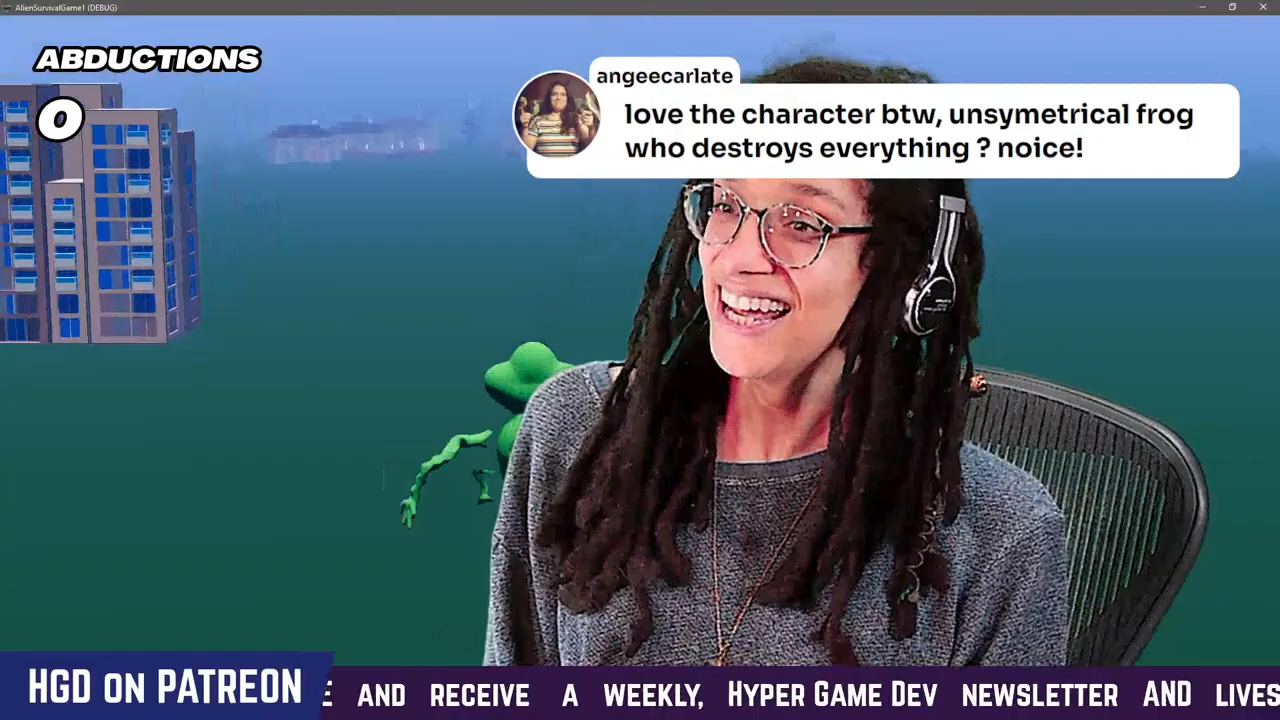 AlienSurvivalGame1 (DEBUG)
ABDUCTIONS
0
angeecarlate
love the character btw, unsymetrical frog
who destroys everything ? noice!
HGD ON PATREON
AND RECEIVE A WEEKLY, HYPER GAME DEV NEWSLETTER AND LIVES